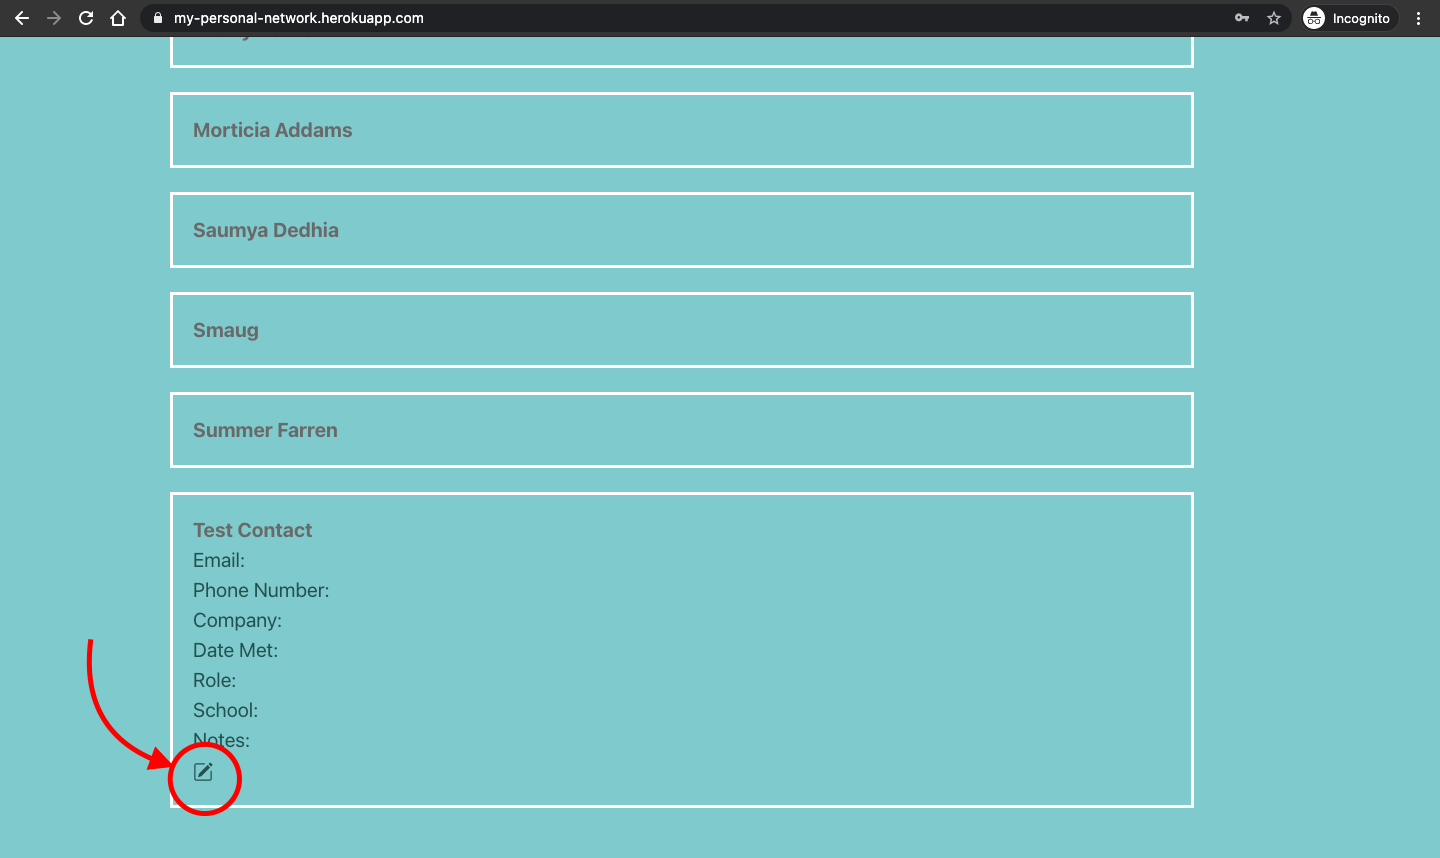 my-personal-network.herokuapp.com
Incognito
Morticia Addams
Saumya Dedhia
Smaug
Summer Farren
Test Contact
Email:
Phone Number:
Company:
Date Met:
Role:
School:
Notes: